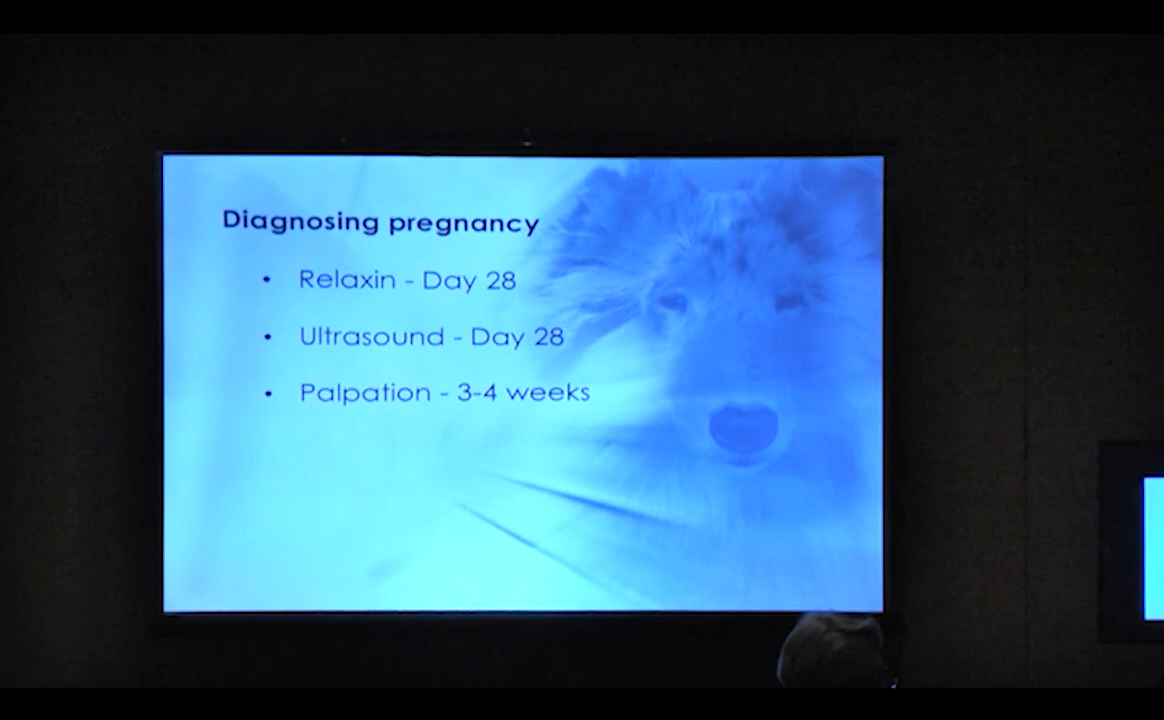 Diagnosing pregnancy
• Relaxin - Day 28
• Ultrasound - Day 28
• Palpation - 3-4 weeks